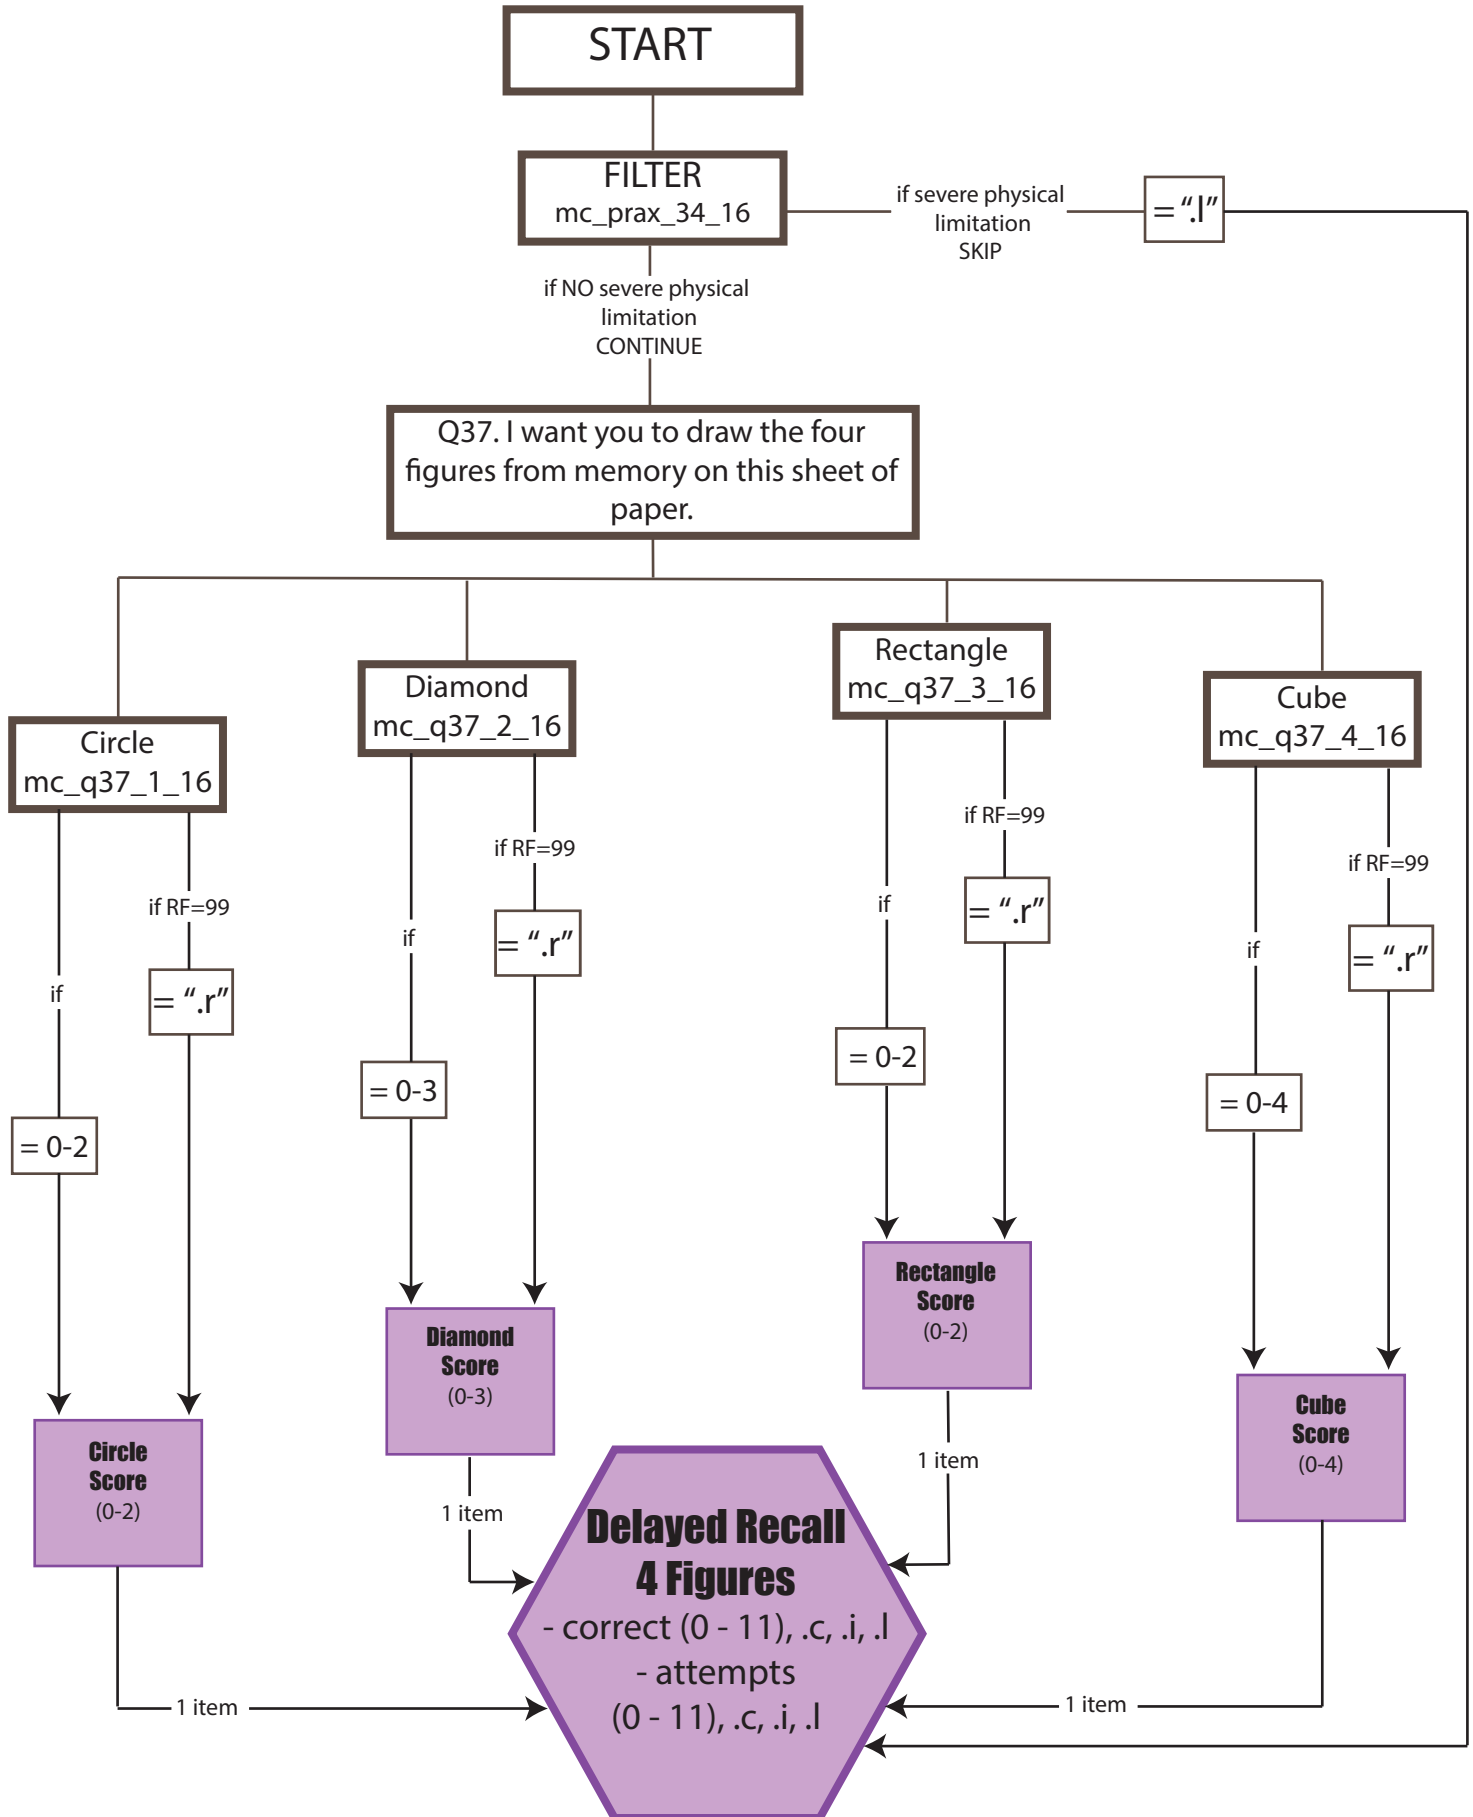 START
FILTER
mc_prax_34_16
if severe physical
limitation
SKIP
= “.l”
if NO severe physical
limitation
CONTINUE
Q37. I want you to draw the four
figures from memory on this sheet of
paper.
Circle
mc_q37_1_16
Diamond
mc_q37_2_16
Rectangle
mc_q37_3_16
Cube
mc_q37_4_16
if
if RF=99
= “.r”
= 0-2
if
if RF=99
= “.r”
= 0-3
if
if RF=99
= “.r”
= 0-2
if
if RF=99
= “.r”
= 0-4
Circle
Score
(0-2)
Diamond
Score
(0-3)
Rectangle
Score
(0-2)
Cube
Score
(0-4)
1 item
1 item
1 item
1 item
Delayed Recall
4 Figures
- correct (0 - 11), .c, .i, .l
- attempts
(0 - 11), .c, .i, .l